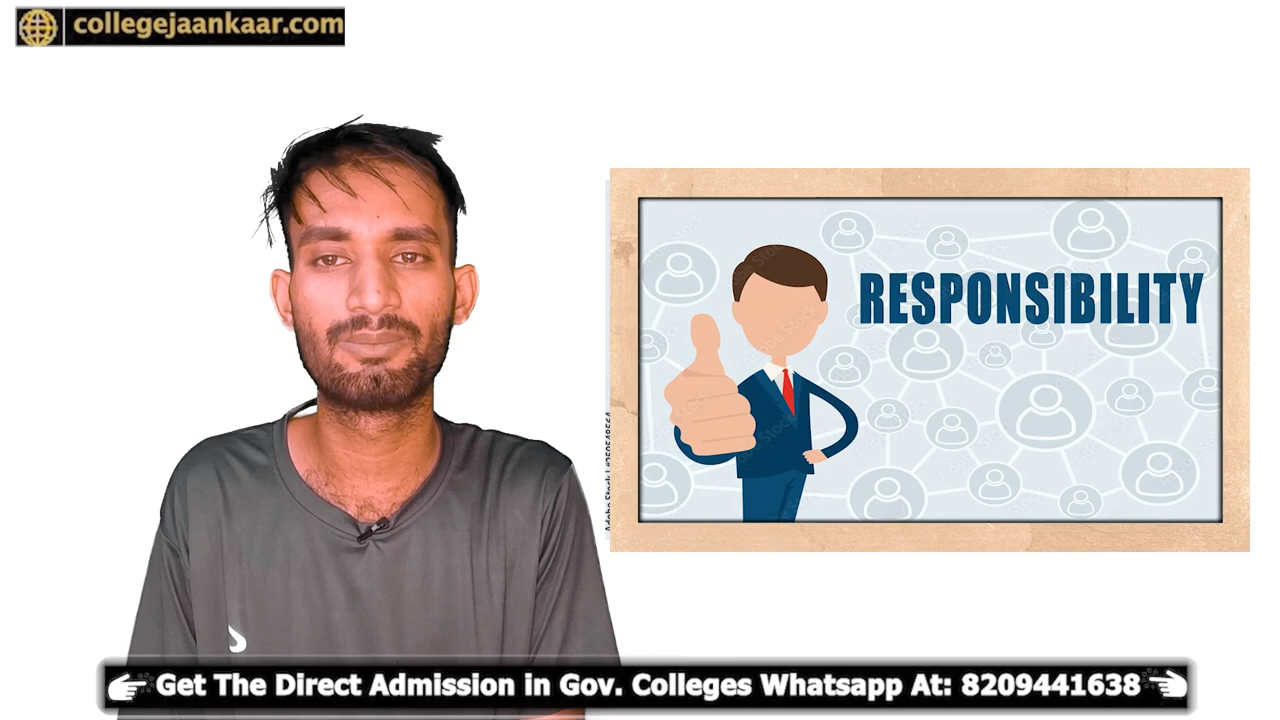 collegejaankaar.com
RESPONSIBILITY
Get The Direct Admission in Gov. Colleges Whatsapp At: 8209441638